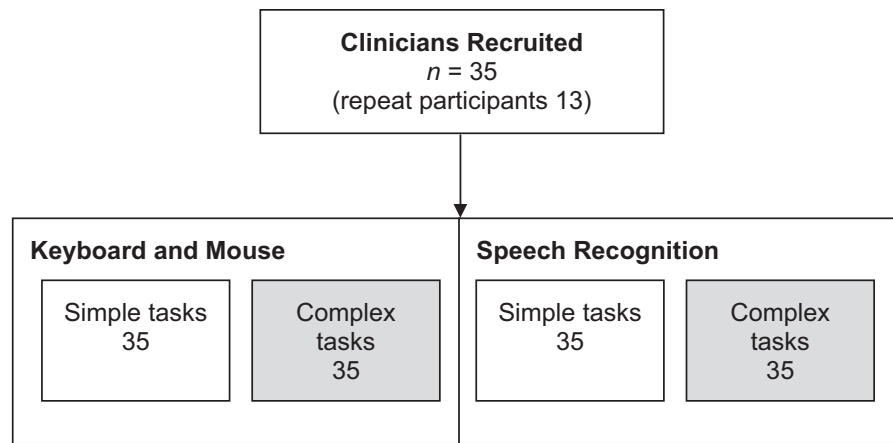 Clinicians Recruited
n = 35
(repeat participants 13)
Keyboard and Mouse
Simple tasks
35
Complex
tasks
35
Speech Recognition
Simple tasks
35
Complex
tasks
35